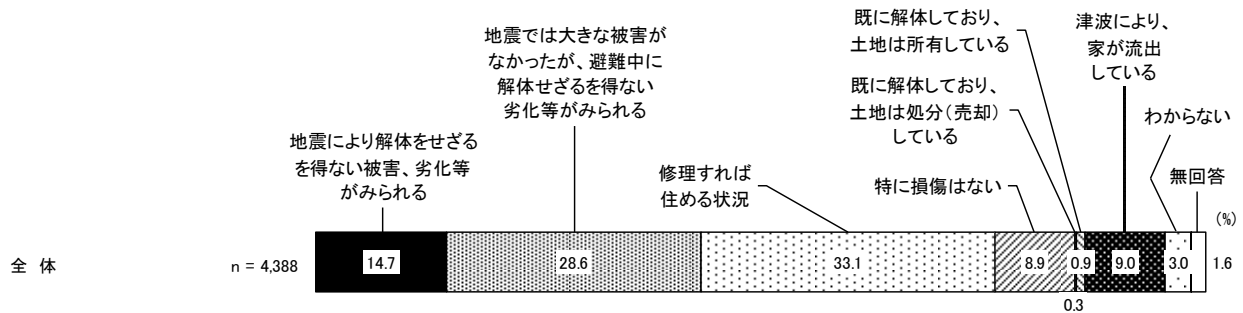 地震により解体をせざる
を得ない被害、劣化等
がみられる
地震では大きな被害が
なかったが、避難中に
解体せざるを得ない
劣化等がみられる
修理すれば
住める状況
特に損傷はない
既に解体しており、
土地は処分(売却)
している
既に解体しており、
土地は所有している
津波により、
家が流出
している
わからない
無回答
(%)
全 体
n = 4,388
14.7
28.6
33.1
8.9
0.3
0.9
9.0
3.0
1.6